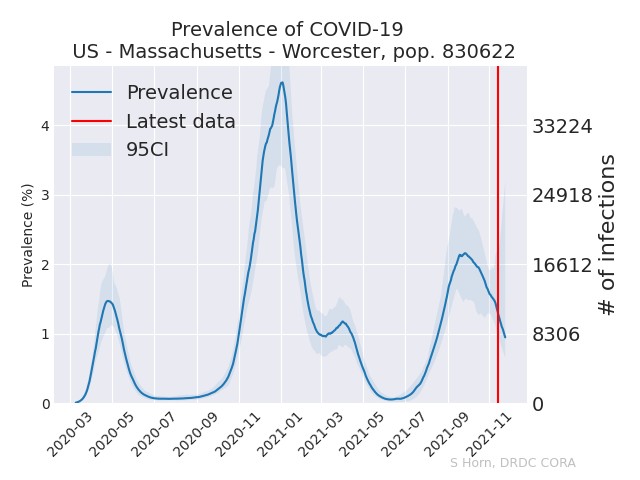 Prevalence of COVID-19
US - Massachusetts - Worcester, pop. 830622
Prevalence
Latest data
95CI
Prevalence (%)
4
3
2
1
0
33224
24918
16612
8306
0
# of infections
2020-03
2020-05
2020-07
2020-09
2020-11
2021-01
2021-03
2021-05
2021-07
2021-09
2021-11
S Horn, DRDC CORA